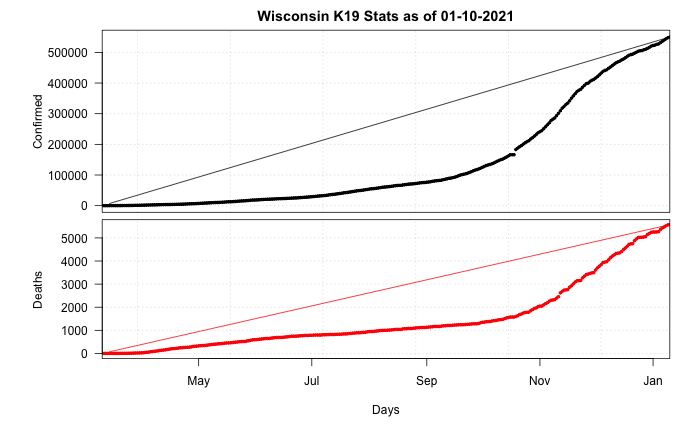 Wisconsin K19 Stats as of 01-10-2021
Confirmed
500000
400000
300000
200000
100000
0
Deaths
5000
4000
3000
2000
1000
0
May Jul Sep Nov Jan
Days